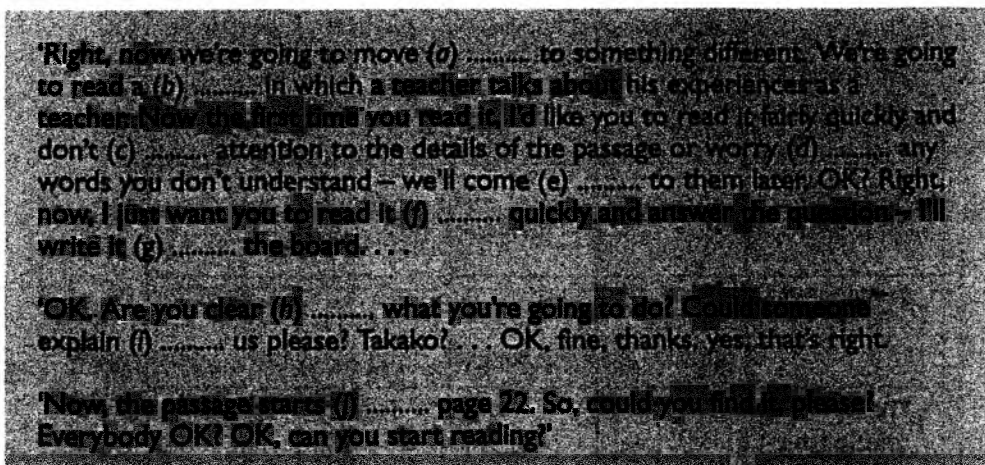 'Right, now we're going to move (a) .......... to something different. We're going
to read a (b) .......... in which a teacher talks about his experiences as a
teacher. Now the first time you read it, I'd like you to read it fairly quickly and
don't (c) .......... attention to the details of the passage or worry (d) .......... any
words you don't understand – we'll come (e) .......... to them later. OK? Right,
now, I just want you to read it (f) .......... quickly and answer the question – I'll
write it (g) .......... the board. . . .
'OK. Are you clear (h) .......... what you're going to do? Could someone
explain (i) .......... us please? Takako? . . . OK, fine, thanks, yes, that's right.
'Now, the passage starts (j) .......... page 22. So, could you find it, please?
Everybody OK? OK, can you start reading?'